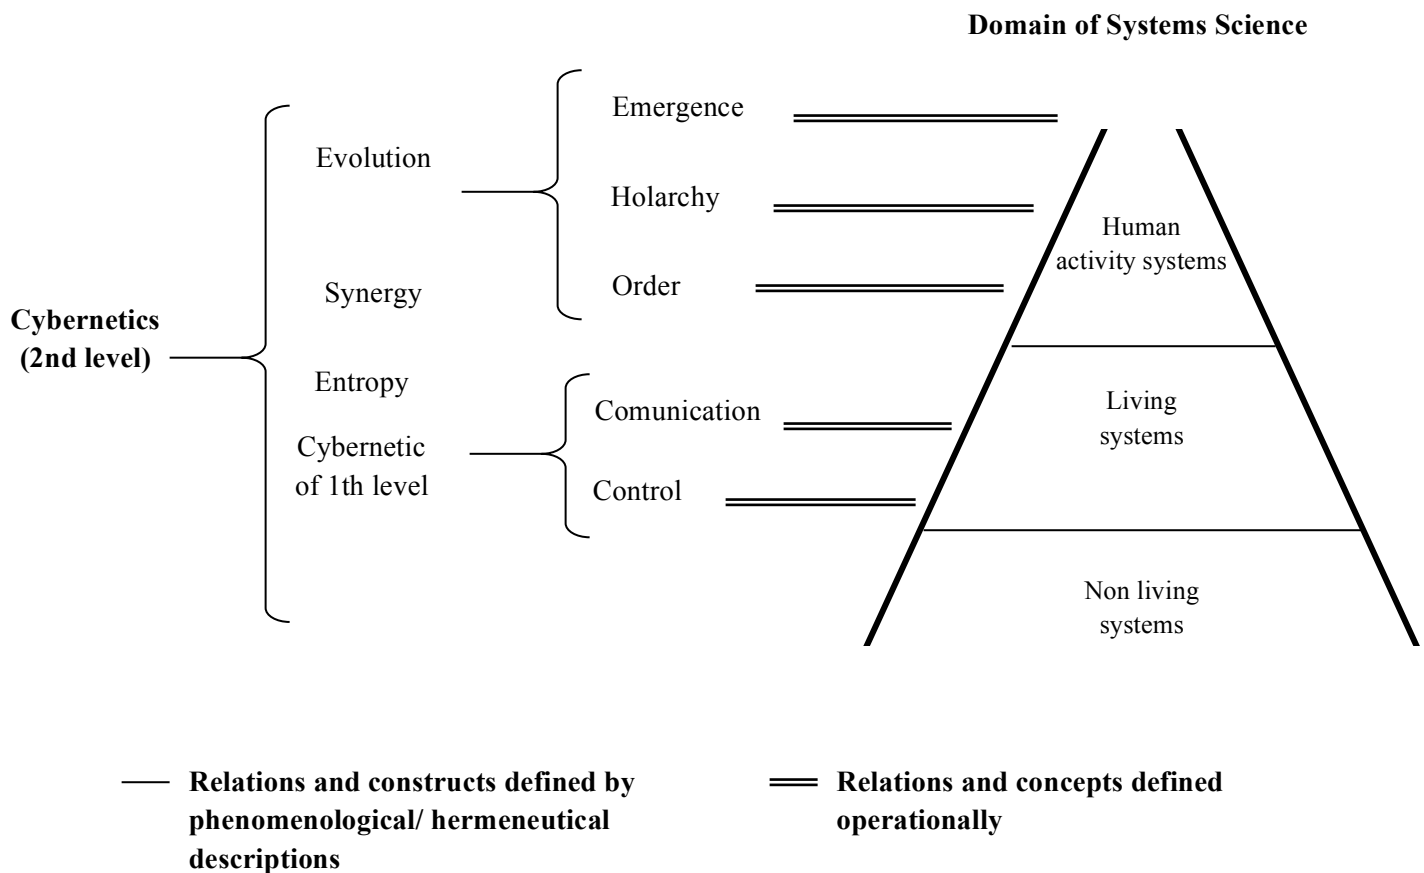 Domain of Systems Science
Emergence
Evolution
Holarchy
Human
activity systems
Order
Synergy
Cybernetics
(2nd level)
Entropy
Comunication
Living
systems
Cybernetic
of 1th level
Control
Non living
systems
Relations and constructs defined by
phenomenological/ hermeneutical
descriptions
Relations and concepts defined
operationally